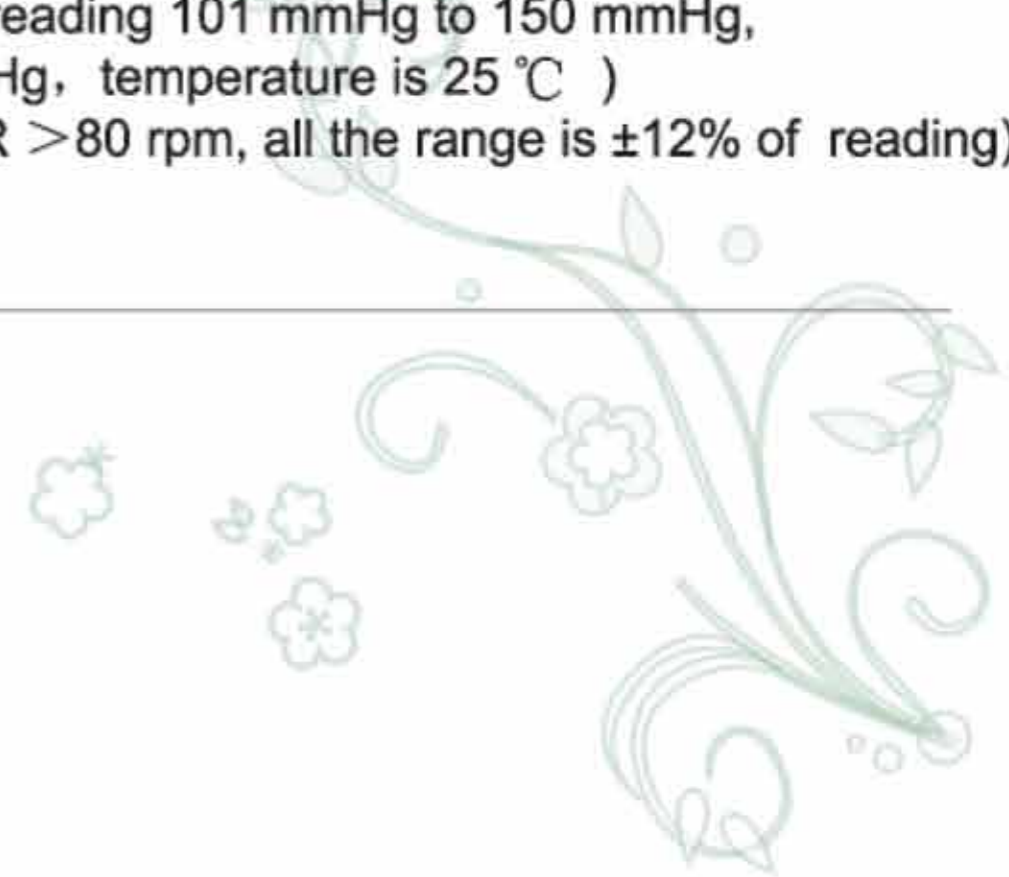 eading 101 mmHg to 150 mmHg,
Hg, temperature is 25 ℃ )
R >80 rpm, all the range is ±12% of reading)